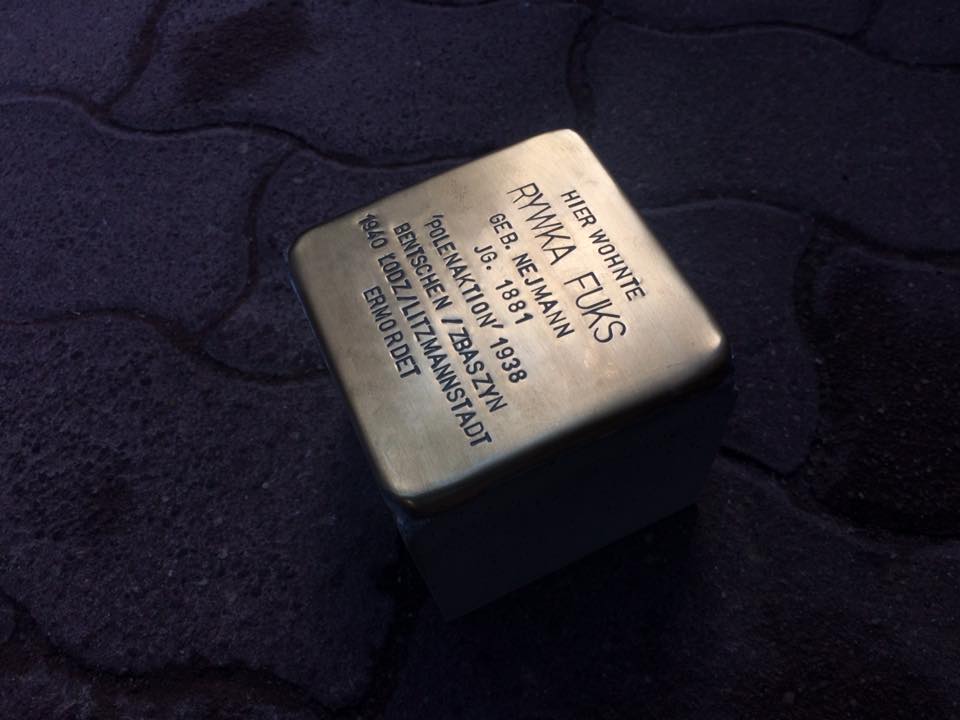 HIER WOHNTE
RYWKA FUKS
GEB. NEJMANN
JG. 1881
'POLENAKTION' 1938
BENTSCHEN / ZBASZYN
1940 ŁODZ/LITZMANNSTADT
ERMORDET